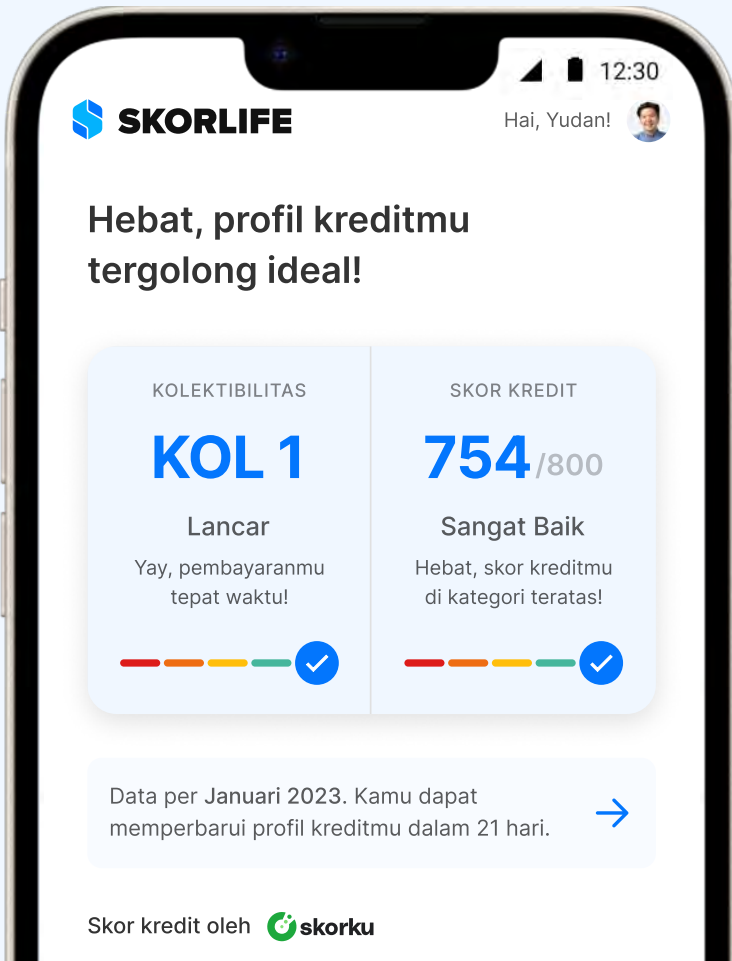 12:30
SKORLIFE
Hai, Yudan!
Hebat, profil kreditmu
tergolong ideal!
KOLEKTIBILITAS
KOL 1
Lancar
Yay, pembayaranmu
tepat waktu!
SKOR KREDIT
754/800
Sangat Baik
Hebat, skor kreditmu
di kategori teratas!
Data per Januari 2023. Kamu dapat
memperbarui profil kreditmu dalam 21 hari.
Skor kredit oleh skorku